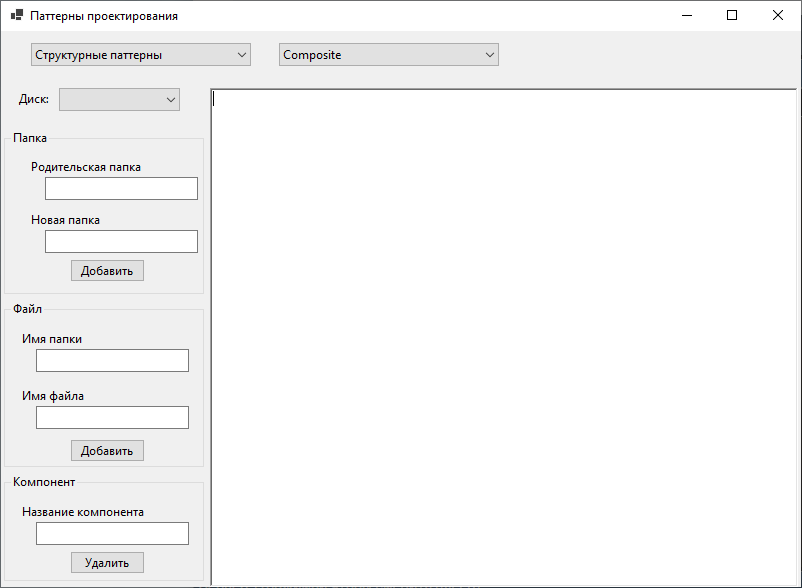 Паттерны проектирования
Структурные паттерны
Composite
Диск:
Папка
Родительская папка
Новая папка
Добавить
Файл
Имя папки
Имя файла
Добавить
Компонент
Название компонента
Удалить